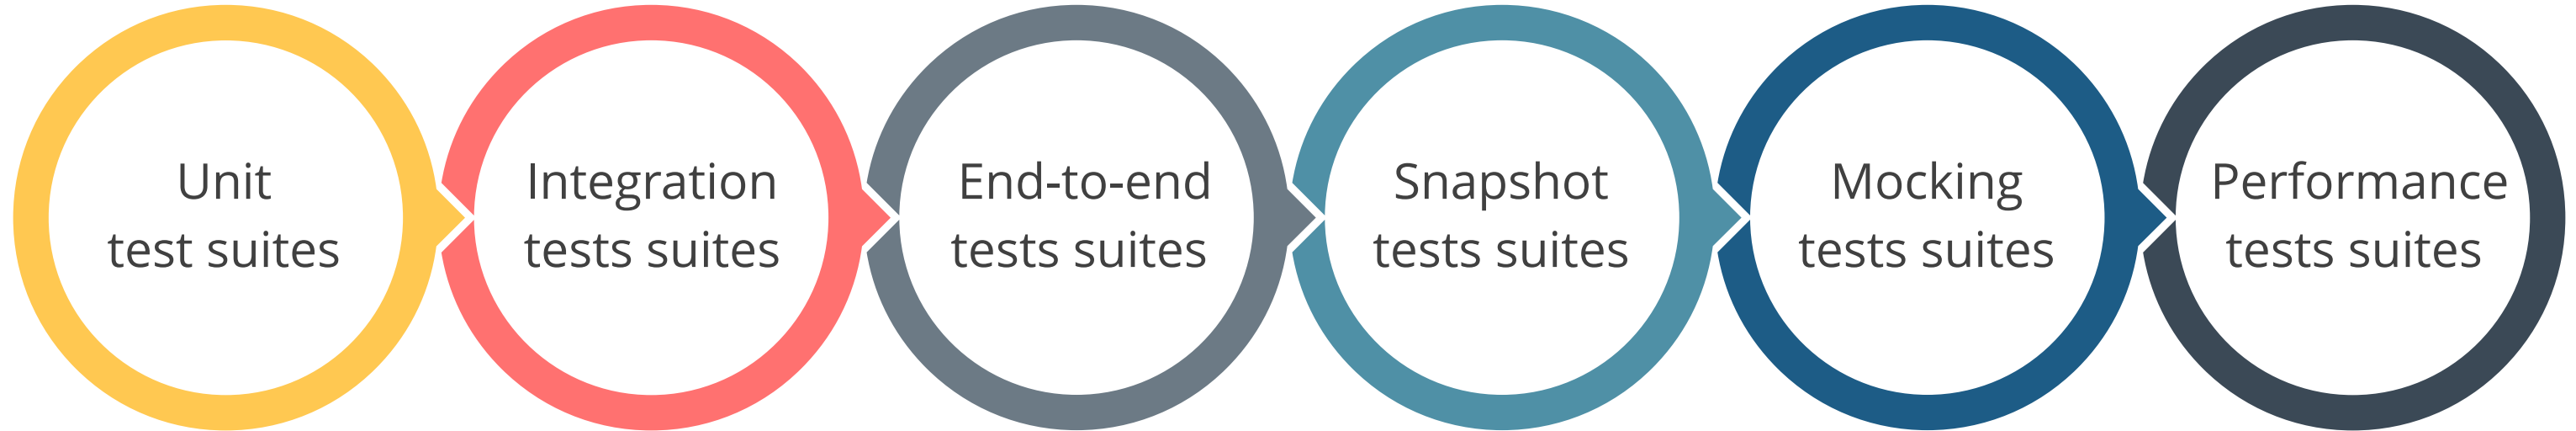 Unit
test suites
Integration
tests suites
End-to-end
tests suites
Snapshot
tests suites
Mocking
tests suites
Performance
tests suites